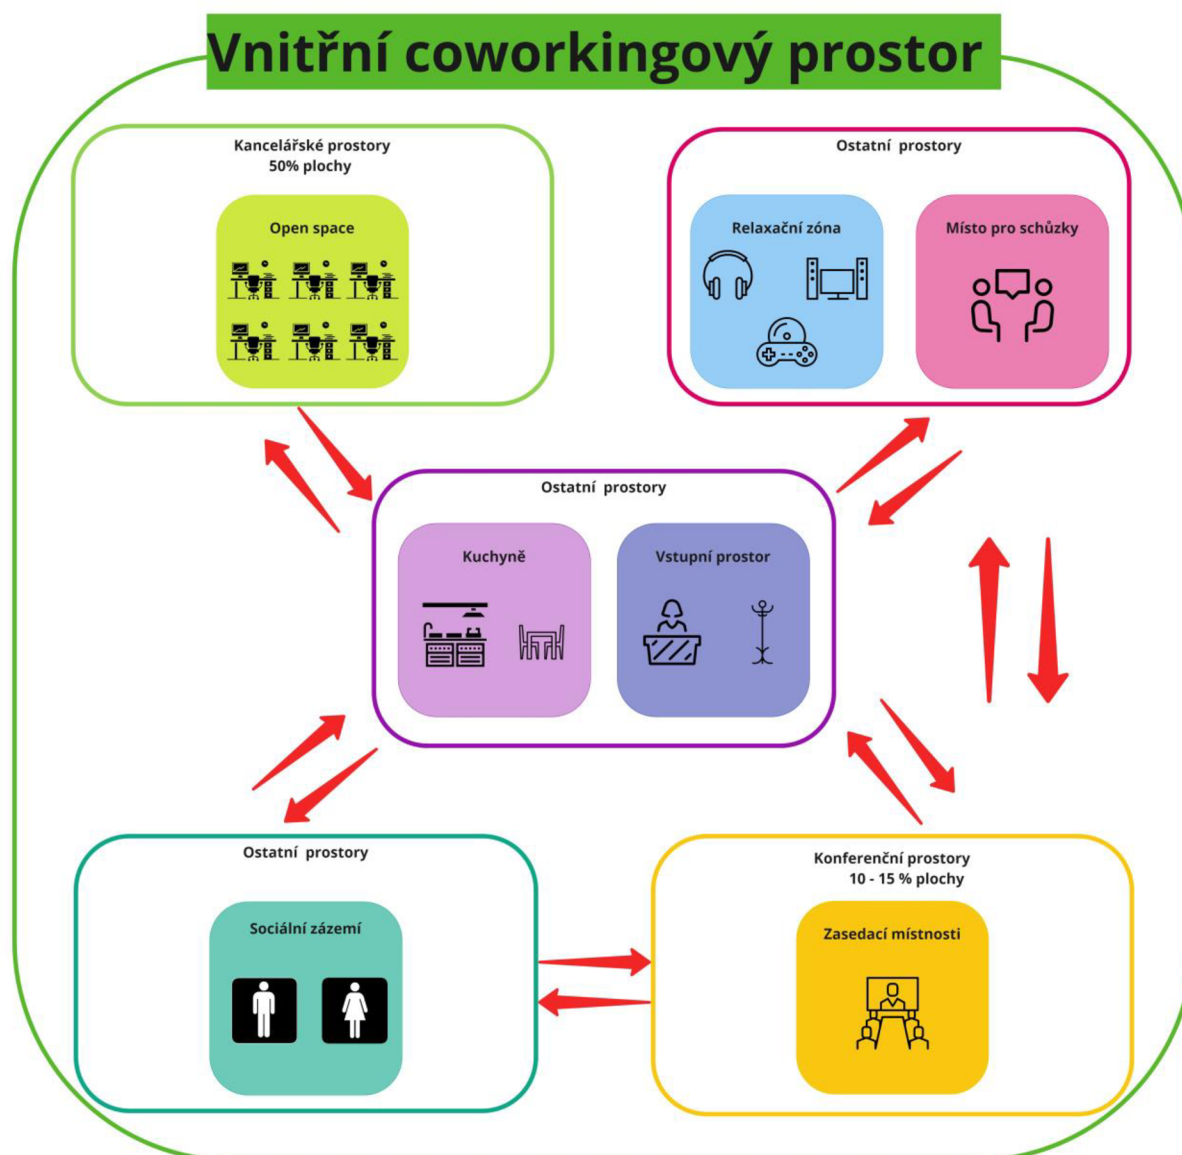 Vnitřní coworkingový prostor
Kancelářské prostory
50% plochy
Open space
Ostatní prostory
Relaxační zóna
Místo pro schůzky
Ostatní prostory
Kuchyně
Vstupní prostor
Ostatní prostory
Sociální zázemí
Konferenční prostory
10 - 15 % plochy
Zasedací místnosti